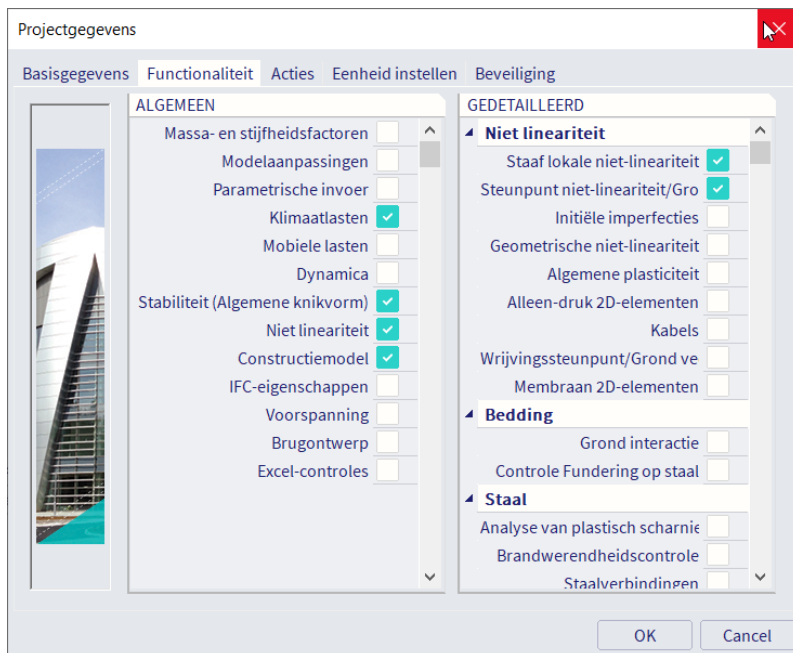 Projectgegevens
Basisgegevens Functionaliteit Acties Eenheid instellen Beveiliging
ALGEMEEN
Massa- en stijfheidsfactoren
Modelaanpassingen
Parametrische invoer
Klimaatlasten
Mobiele lasten
Dynamica
Stabiliteit (Algemene knikvorm)
Niet lineariteit
Constructiemodel
IFC-eigenschappen
Voorspanning
Brugontwerp
Excel-controles
GEDETAILLEERD
Niet lineariteit
Staaf lokale niet-lineariteit
Steunpunt niet-lineariteit/Gro
Initiële imperfecties
Geometrische niet-lineariteit
Algemene plasticiteit
Alleen-druk 2D-elementen
Kabels
Wrijvingssteunpunt/Grond ve
Membraan 2D-elementen
Bedding
Grond interactie
Controle Fundering op staal
Staal
Analyse van plastisch scharnie
Brandwerendheidscontrole
Staalverbindingen
OK Cancel